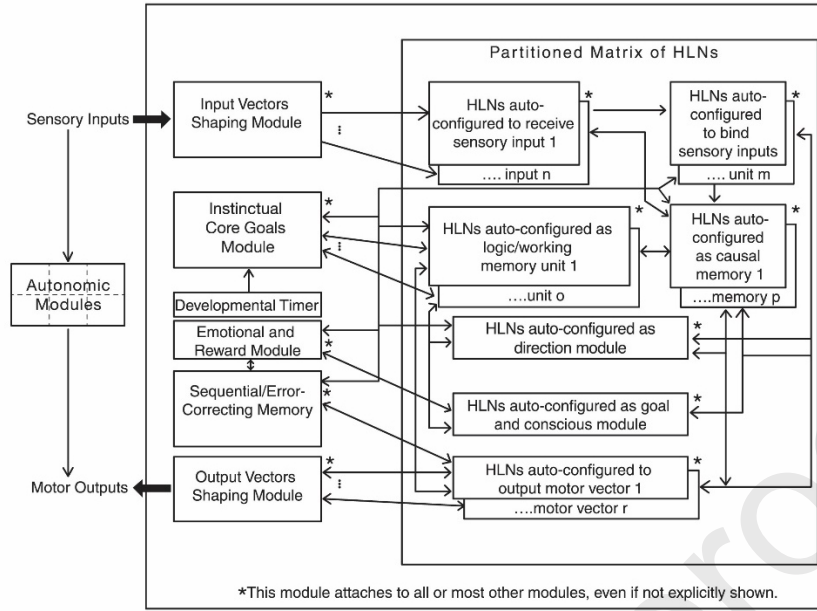 Partitioned Matrix of HLNs
Sensory Inputs
Input Vectors
Shaping Module
*
...
HLNs auto-
configured to receive
sensory input 1
*
.... input n
HLNs auto-
configured
to bind
sensory inputs
*
.... unit m
Instinctual
Core Goals
Module
*
...
HLNs auto-configured as
logic/working
memory unit 1
*
....unit o
HLNs auto-
configured
as causal
memory 1
*
....memory p
Autonomic
Modules
Developmental Timer
Emotional and
Reward Module
*
*
HLNs auto-configured as
direction module
*
Sequential/Error-
Correcting Memory
*
HLNs auto-configured as goal
and conscious module
*
Motor Outputs
Output Vectors
Shaping Module
*
...
HLNs auto-configured to
output motor vector 1
*
....motor vector r
*This module attaches to all or most other modules, even if not explicitly shown.